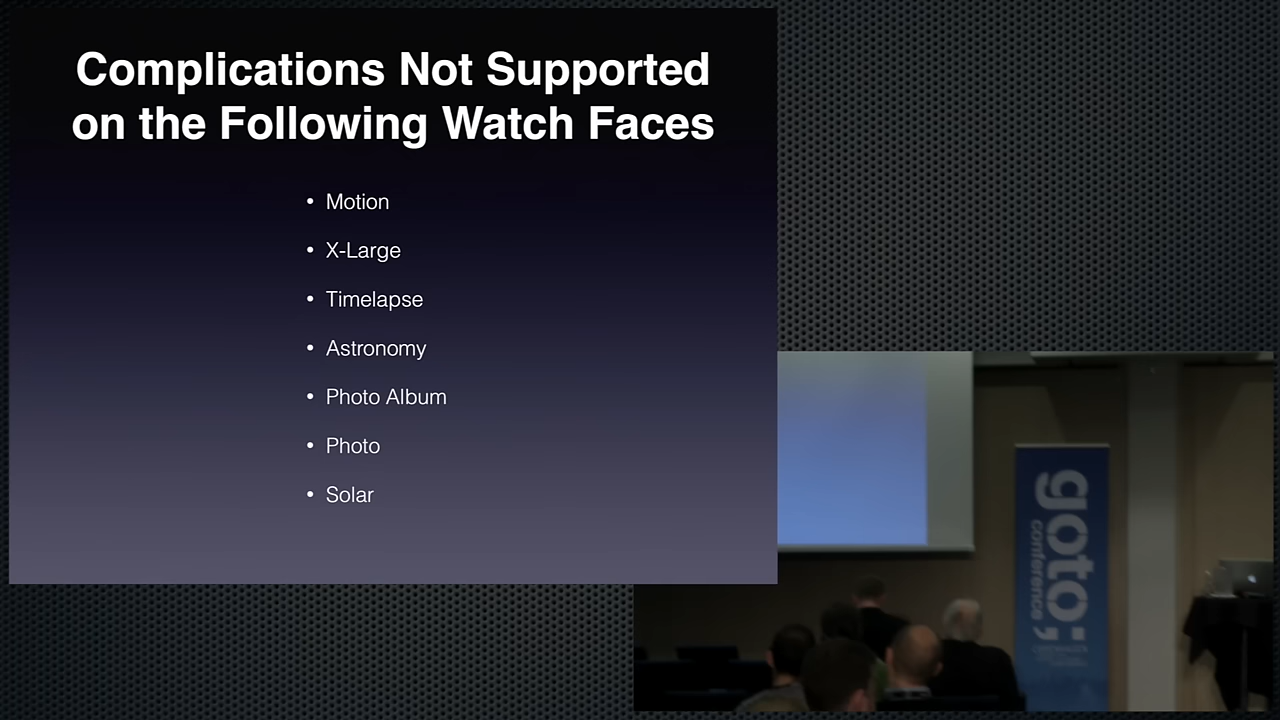 Complications Not Supported
on the Following Watch Faces
• Motion
• X-Large
• Timelapse
• Astronomy
• Photo Album
• Photo
• Solar
goto;
conference